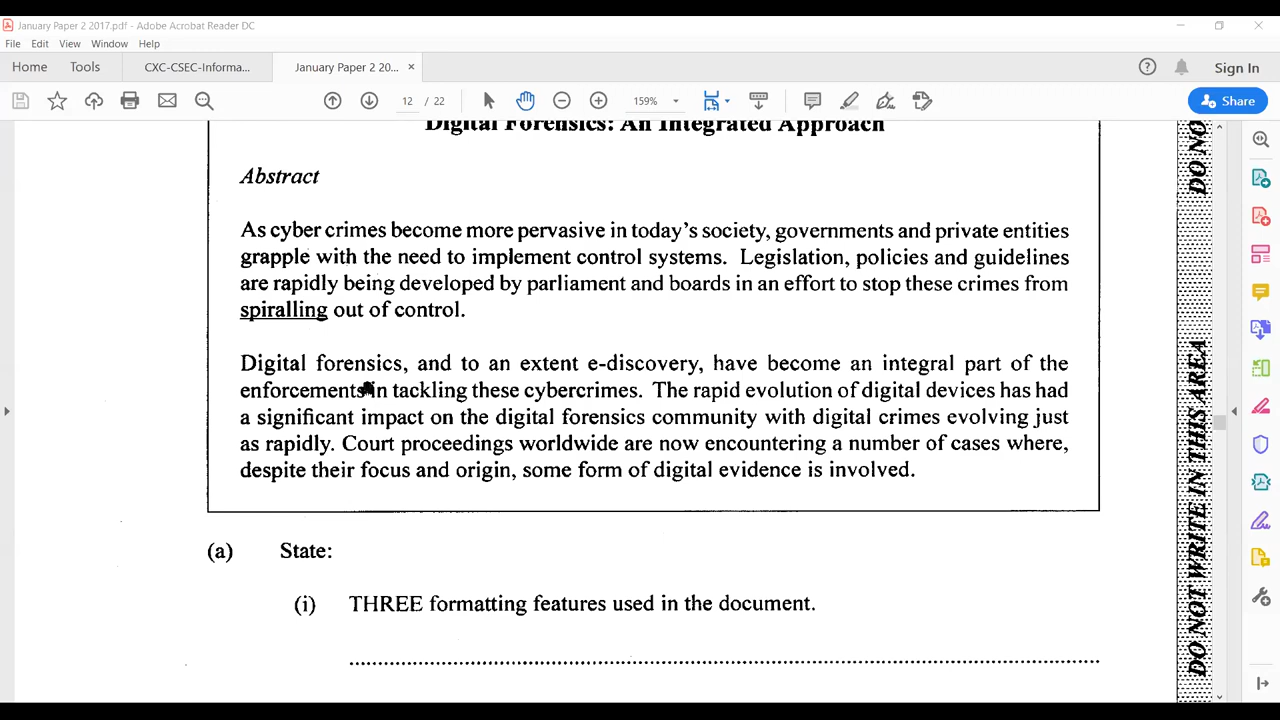 January Paper 2 2017.pdf - Adobe Acrobat Reader DC
File Edit View Window Help
Home Tools CXC-CSEC-Informa... January Paper 2 20... ×
12 / 22 159% Share
Sign In
Digital Forensics: An Integrated Approach
Abstract
As cyber crimes become more pervasive in today's society, governments and private entities
grapple with the need to implement control systems. Legislation, policies and guidelines
are rapidly being developed by parliament and boards in an effort to stop these crimes from
spiralling out of control.
Digital forensics, and to an extent e-discovery, have become an integral part of the
enforcements in tackling these cybercrimes. The rapid evolution of digital devices has had
a significant impact on the digital forensics community with digital crimes evolving just
as rapidly. Court proceedings worldwide are now encountering a number of cases where,
despite their focus and origin, some form of digital evidence is involved.
(a) State:
(i) THREE formatting features used in the document.
DO NO
DO NOT WRITE IN THIS AREA